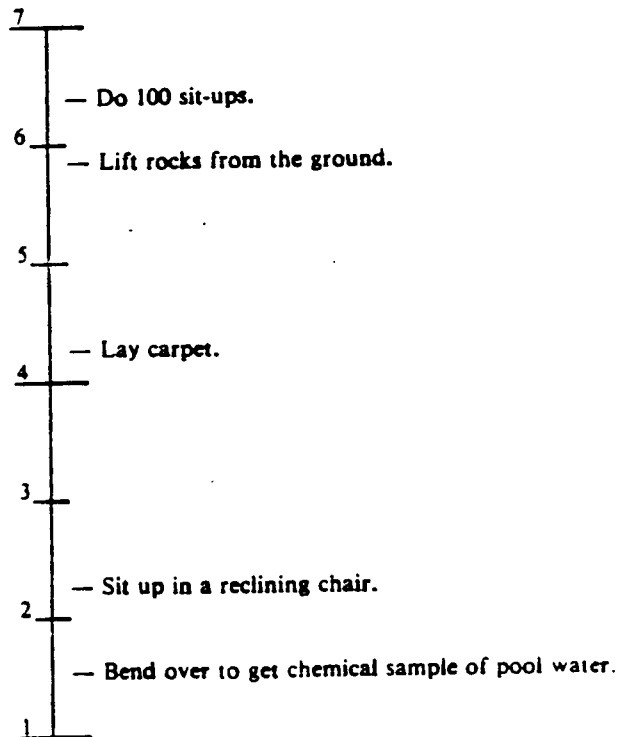 7
— Do 100 sit-ups.
6
— Lift rocks from the ground.
5
— Lay carpet.
4
3
— Sit up in a reclining chair.
2
— Bend over to get chemical sample of pool water.
1